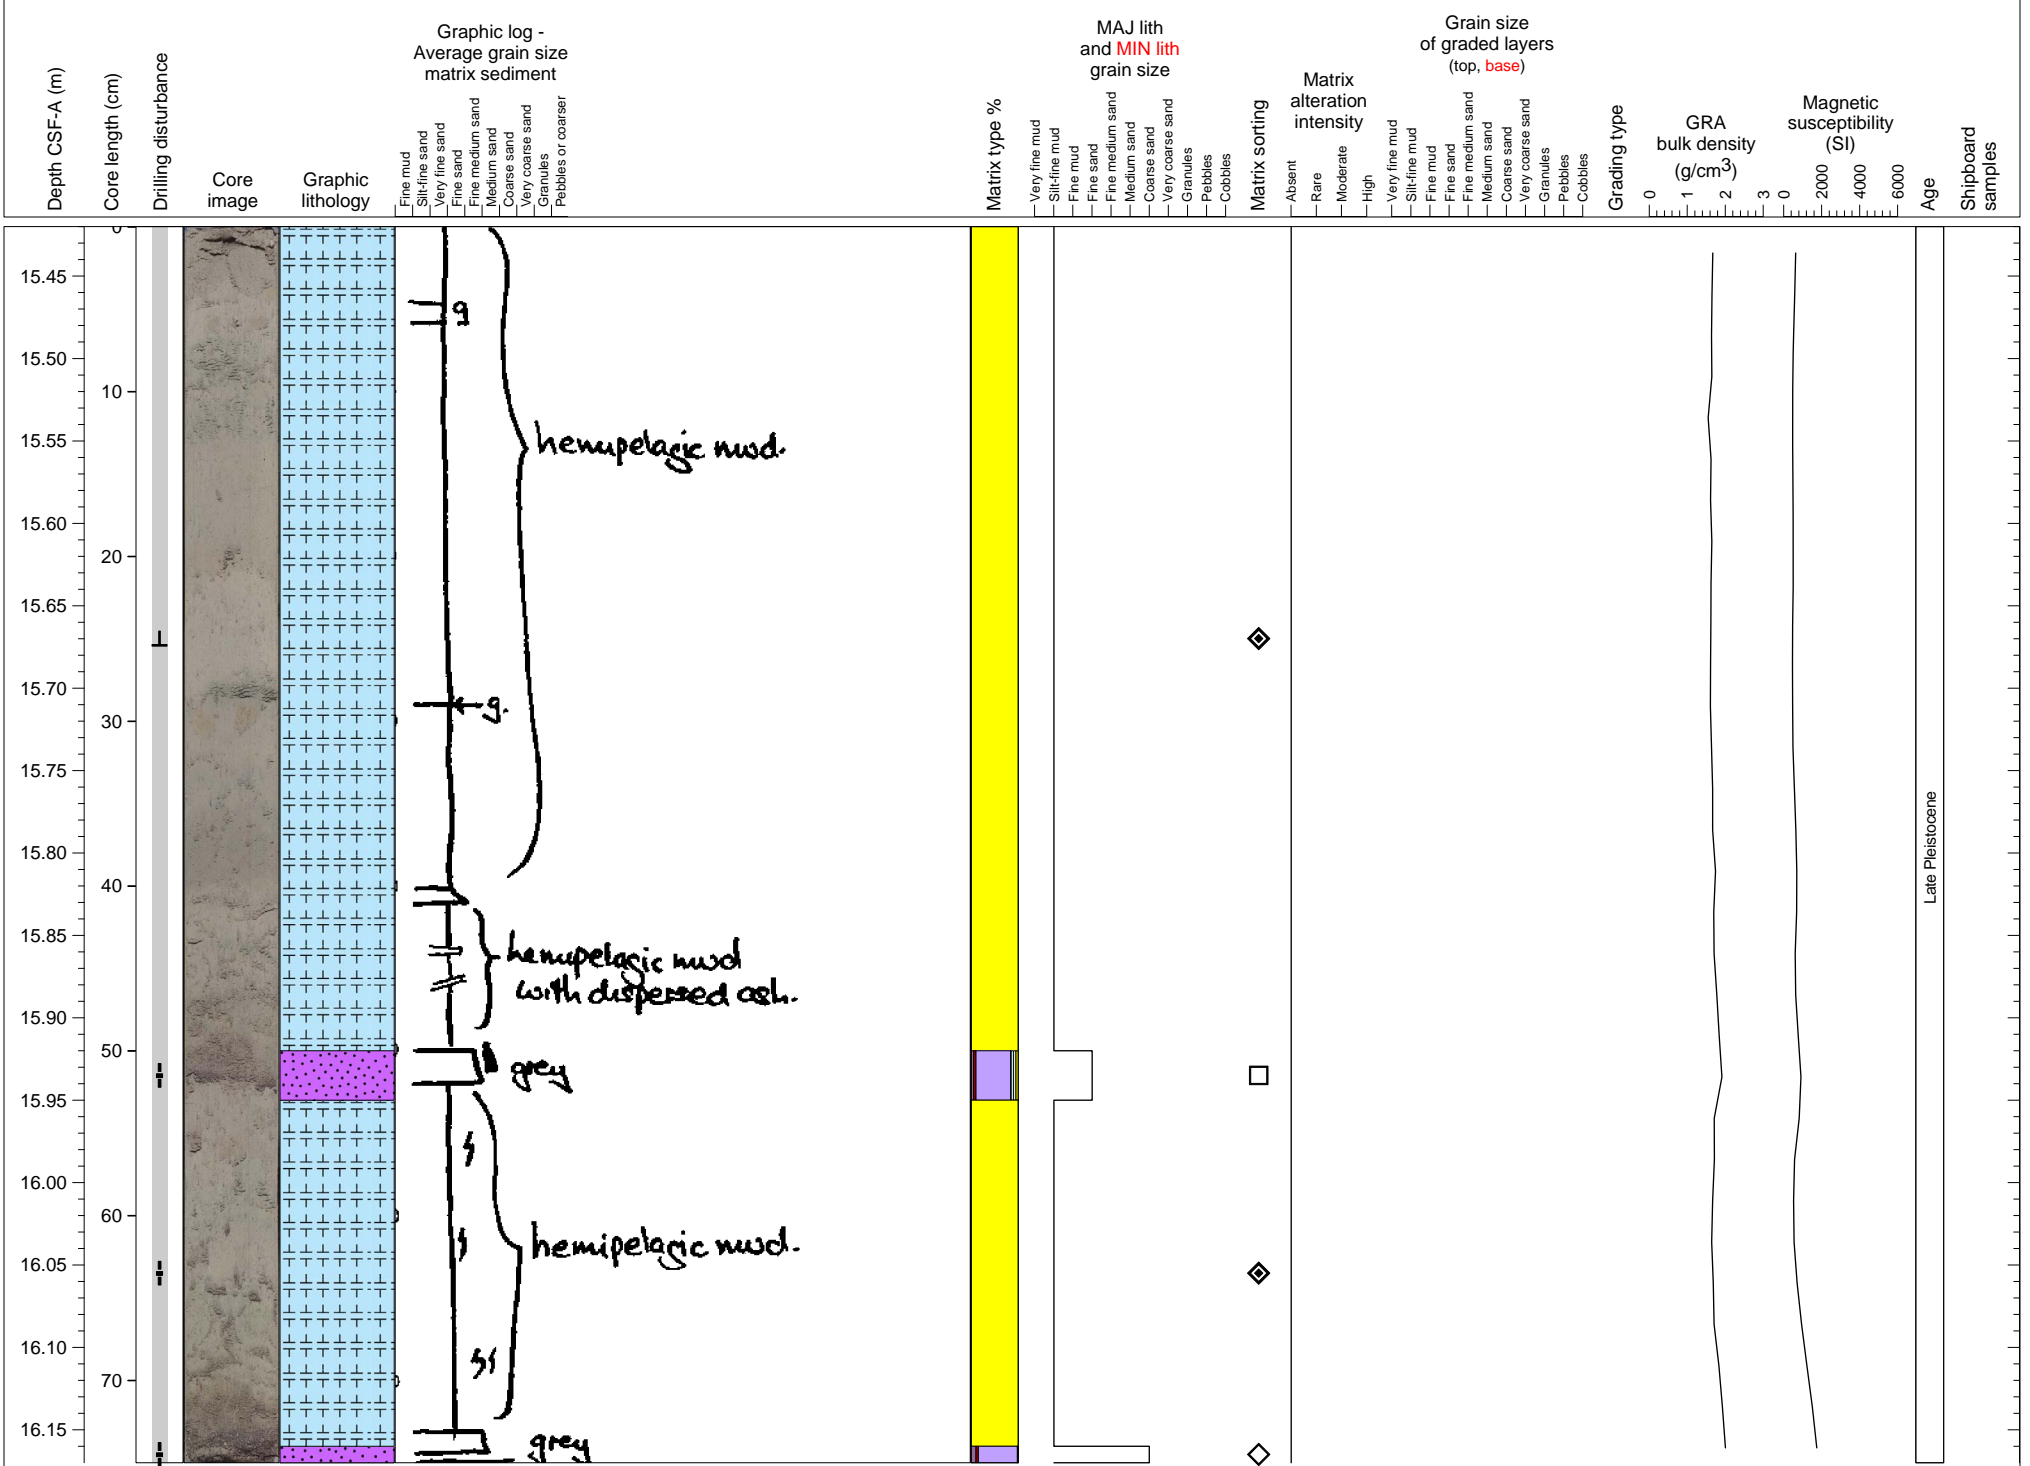 Depth CSF-A (m)
Core length (cm)
Drilling disturbance
Core
image
Graphic
lithology
Graphic log -
Average grain size
matrix sediment
Fine mud
Silt-fine sand
Very fine sand
Fine sand
Fine medium sand
Medium sand
Coarse sand
Very coarse sand
Granules
Pebbles or coarser
Matrix type %
MAJ lith
and MIN lith
grain size
Very fine mud
Silt-fine mud
Fine mud
Fine sand
Fine medium sand
Medium sand
Coarse sand
Very coarse sand
Granules
Pebbles
Cobbles
Matrix sorting
Matrix
alteration
intensity
Absent
Rare
Moderate
High
Grain size
of graded layers
(top, base)
Very fine mud
Silt-fine mud
Fine mud
Fine sand
Fine medium sand
Medium sand
Coarse sand
Very coarse sand
Granules
Pebbles
Cobbles
Grading type
GRA
bulk density
(g/cm3)
0 1 2 3
Magnetic
susceptibility
(SI)
0 2000 4000 6000
Age
Shipboard
samples
0
15.45
g
15.50
10
15.55
hemipelagic mud.
15.60
20
15.65
15.70
g.
30
15.75
15.80
Late Pleistocene
40
15.85
hemipelagic mud
with dispersed ash.
15.90
50
grey
15.95
16.00
60
hemipelagic mud.
16.05
16.10
70
16.15
grey